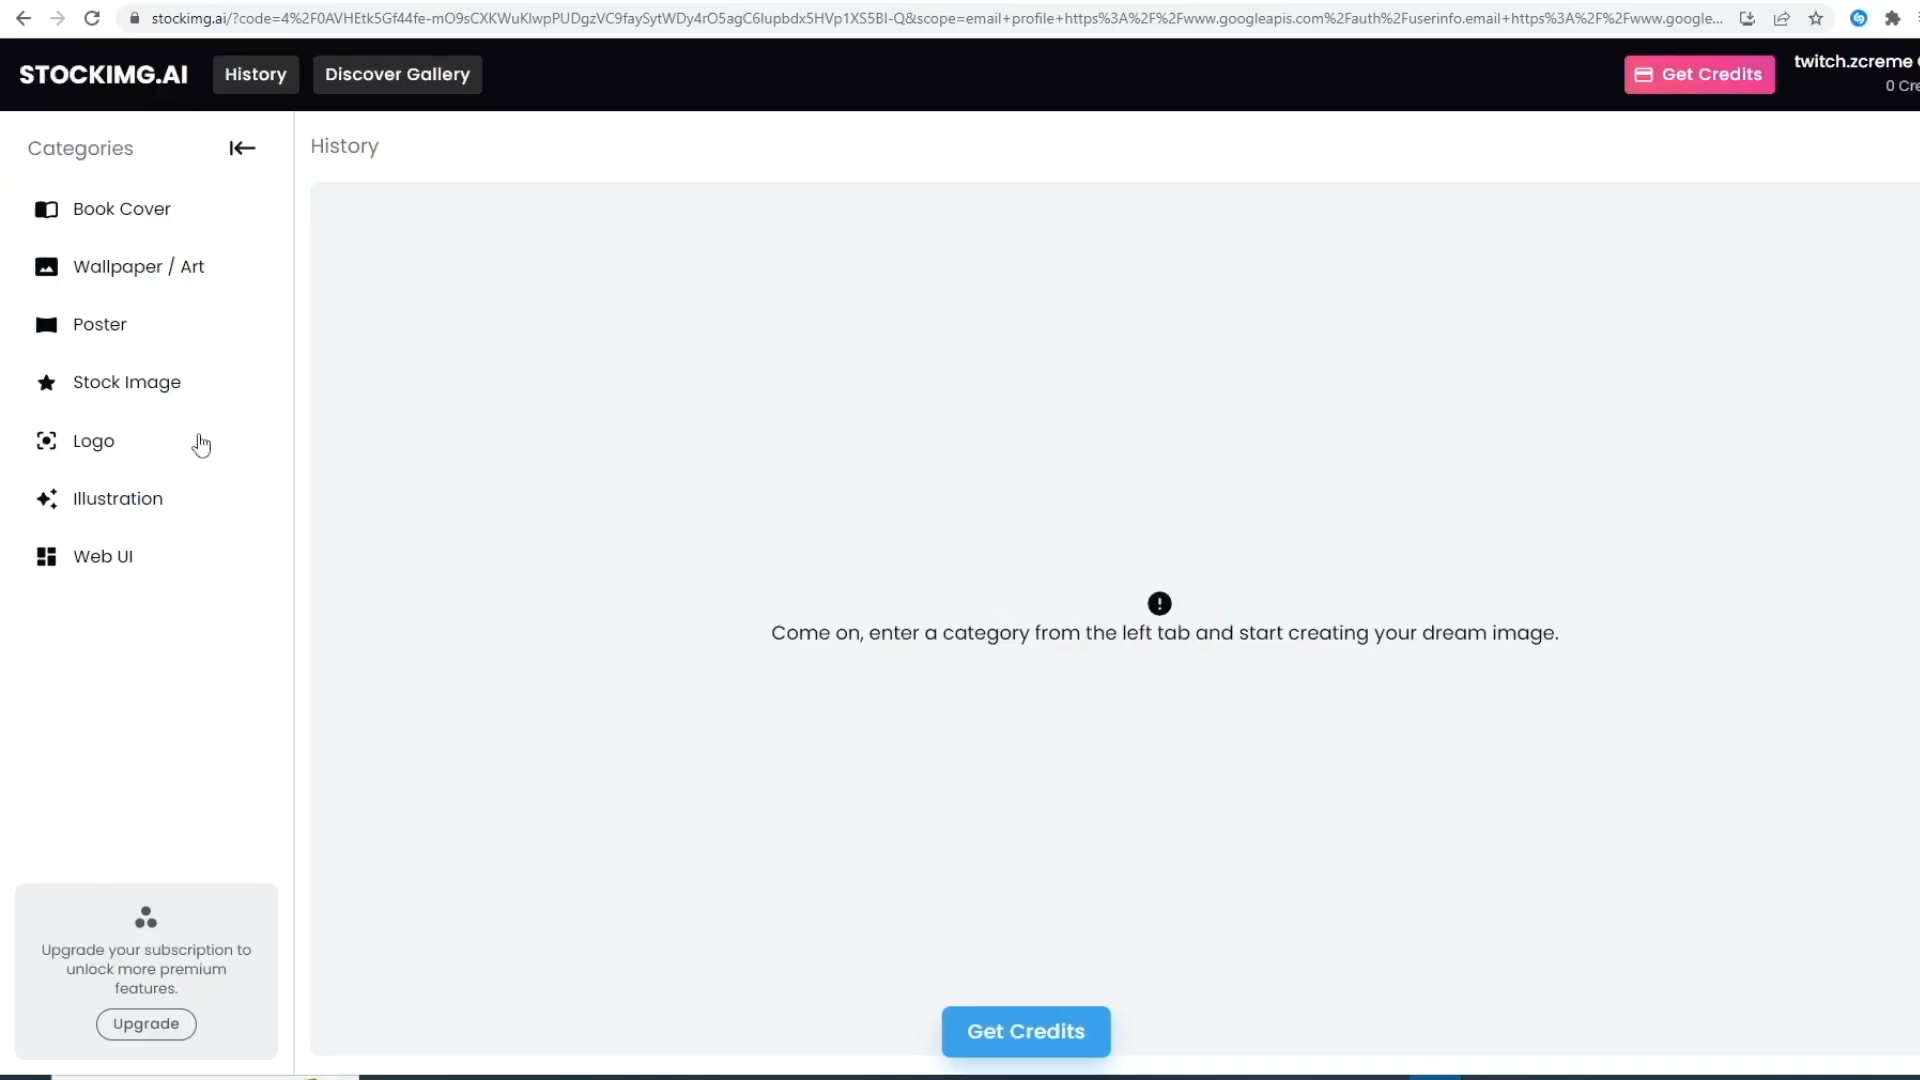 stockimg.ai/?code=4%2F0AVHEtk5Gf44fe-mO9sCXKWuKlwpPUDgzVC9faySytWDy4rO5agC6lupbdx5HVp1XS5BI-Q&scope=email+profile+https%3A%2F%2Fwww.googleapis.com%2Fauth%2Fuserinfo.email+https%3A%2F%2Fwww.google...
STOCKIMG.AI
History
Discover Gallery
Get Credits
twitch.zcreme
0 Cre
Categories
History
Book Cover
Wallpaper / Art
Poster
Stock Image
Logo
Illustration
Web UI
Come on, enter a category from the left tab and start creating your dream image.
Upgrade your subscription to
unlock more premium
features.
Upgrade
Get Credits